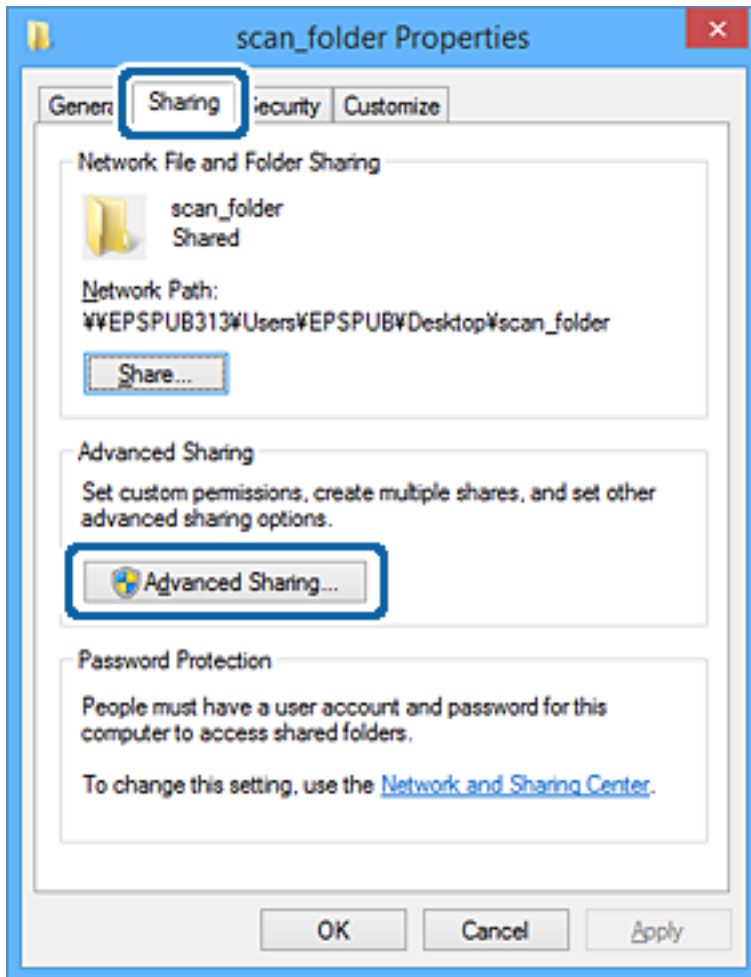 scan_folder Properties
Genera Sharing ecurity Customize
Network File and Folder Sharing
scan_folder
Shared
Network Path:
¥¥EPSPUB313¥Users¥EPSPUB¥Desktop¥scan_folder
Share...
Advanced Sharing
Set custom permissions, create multiple shares, and set other
advanced sharing options.
Advanced Sharing...
Password Protection
People must have a user account and password for this
computer to access shared folders.
To change this setting, use the Network and Sharing Center.
OK Cancel Apply